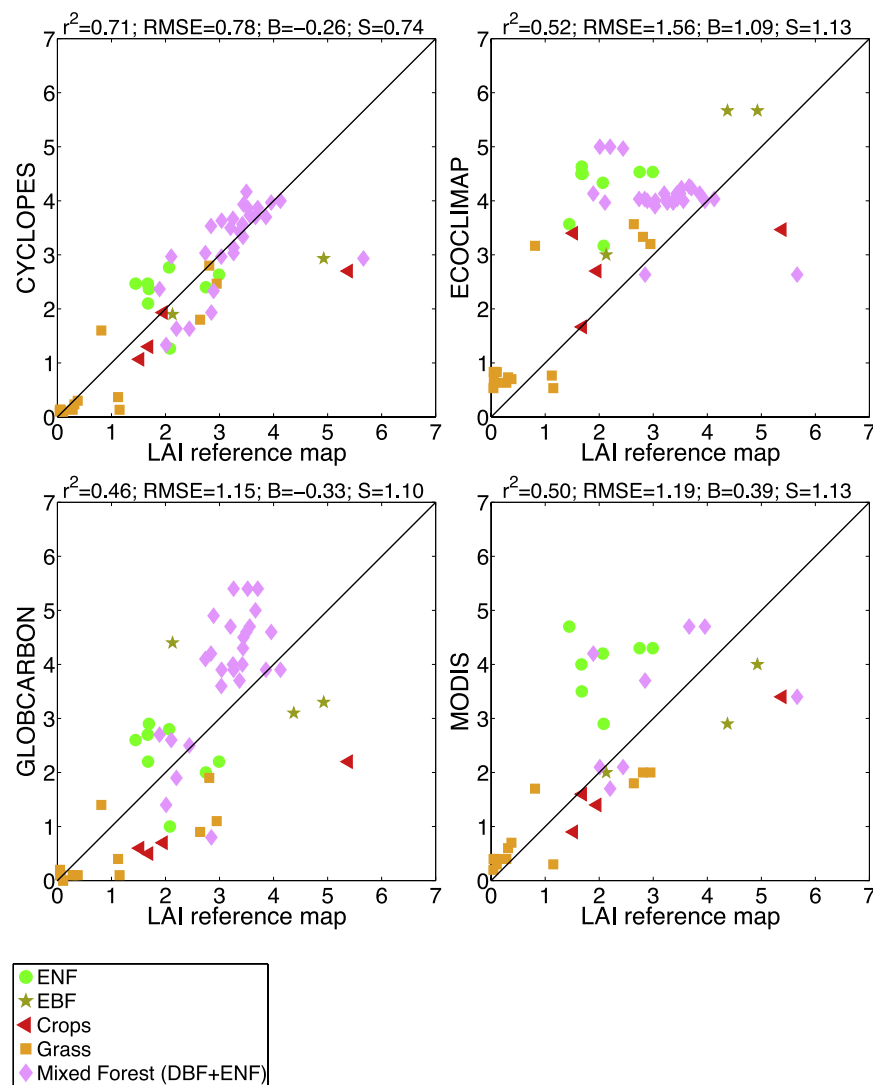 r²=0.71; RMSE=0.78; B=−0.26; S=0.74
r²=0.52; RMSE=1.56; B=1.09; S=1.13
7
6
5
4
3
2
1
0
CYCLOPES
0 1 2 3 4 5 6 7
LAI reference map
7
6
5
4
3
2
1
0
ECOCLIMAP
0 1 2 3 4 5 6 7
LAI reference map
r²=0.46; RMSE=1.15; B=−0.33; S=1.10
r²=0.50; RMSE=1.19; B=0.39; S=1.13
7
6
5
4
3
2
1
0
GLOBCARBON
0 1 2 3 4 5 6 7
LAI reference map
7
6
5
4
3
2
1
0
MODIS
0 1 2 3 4 5 6 7
LAI reference map
ENF
EBF
Crops
Grass
Mixed Forest (DBF+ENF)